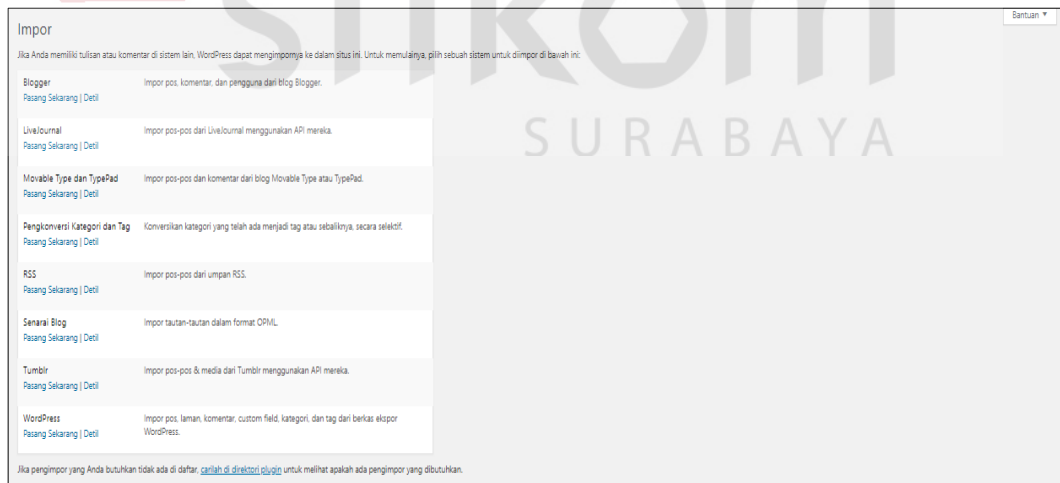 Bantuan ▼
Impor
Jika Anda memiliki tulisan atau komentar di sistem lain, WordPress dapat mengimpornya ke dalam situs ini. Untuk memulainya, pilih sebuah sistem untuk diimpor di bawah ini:
Blogger Impor pos, komentar, dan pengguna dari blog Blogger.
Pasang Sekarang | Detil
LiveJournal Impor pos-pos dari LiveJournal menggunakan API mereka.
Pasang Sekarang | Detil
Movable Type dan TypePad Impor pos-pos dan komentar dari blog Movable Type atau TypePad.
Pasang Sekarang | Detil
Pengkonversi Kategori dan Tag Konversikan kategori yang telah ada menjadi tag atau sebaliknya, secara selektif.
Pasang Sekarang | Detil
RSS Impor pos-pos dari umpan RSS.
Pasang Sekarang | Detil
Senarai Blog Impor tautan-tautan dalam format OPML.
Pasang Sekarang | Detil
Tumblr Impor pos-pos & media dari Tumblr menggunakan API mereka.
Pasang Sekarang | Detil
WordPress Impor pos, laman, komentar, custom field, kategori, dan tag dari berkas ekspor
WordPress.
Pasang Sekarang | Detil
Jika pengimpor yang Anda butuhkan tidak ada di daftar, carilah di direktori plugin untuk melihat apakah ada pengimpor yang dibutuhkan.
SURABAYA